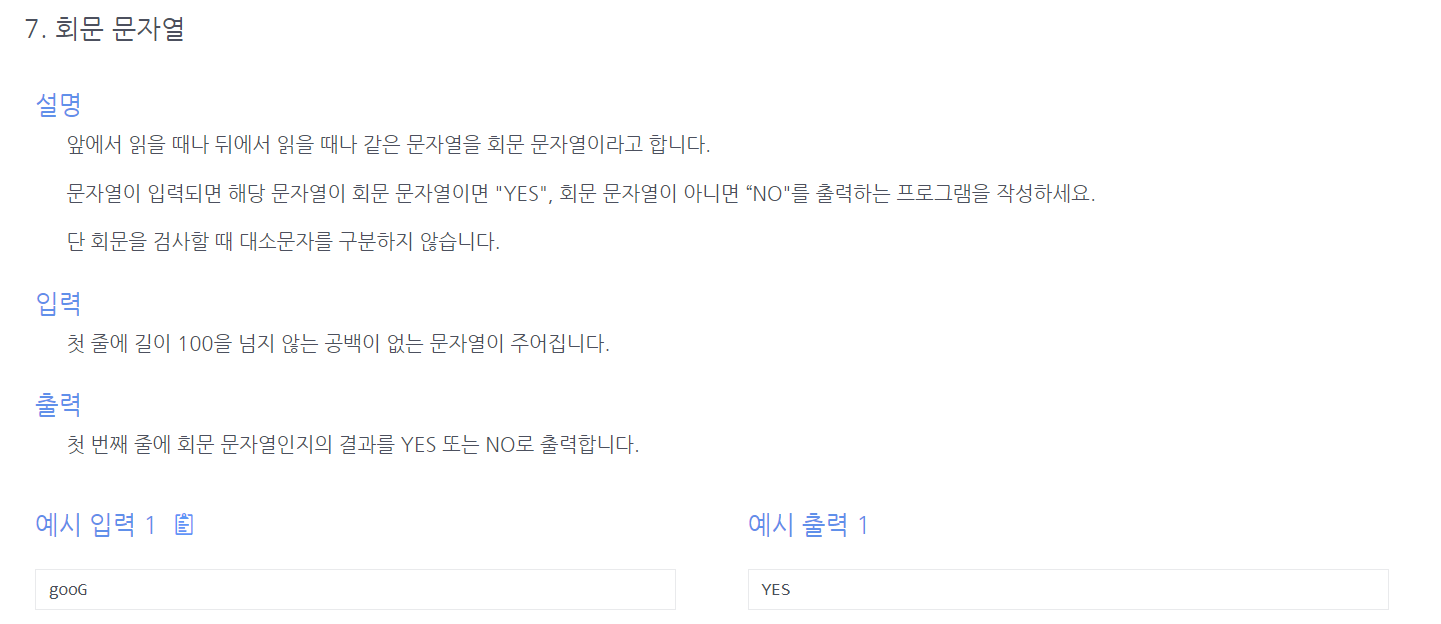 7. 회문 문자열
설명
앞에서 읽을 때나 뒤에서 읽을 때나 같은 문자열을 회문 문자열이라고 합니다.
문자열이 입력되면 해당 문자열이 회문 문자열이면 "YES", 회문 문자열이 아니면 “NO"를 출력하는 프로그램을 작성하세요.
단 회문을 검사할 때 대소문자를 구분하지 않습니다.
입력
첫 줄에 길이 100을 넘지 않는 공백이 없는 문자열이 주어집니다.
출력
첫 번째 줄에 회문 문자열인지의 결과를 YES 또는 NO로 출력합니다.
예시 입력 1
gooG
예시 출력 1
YES